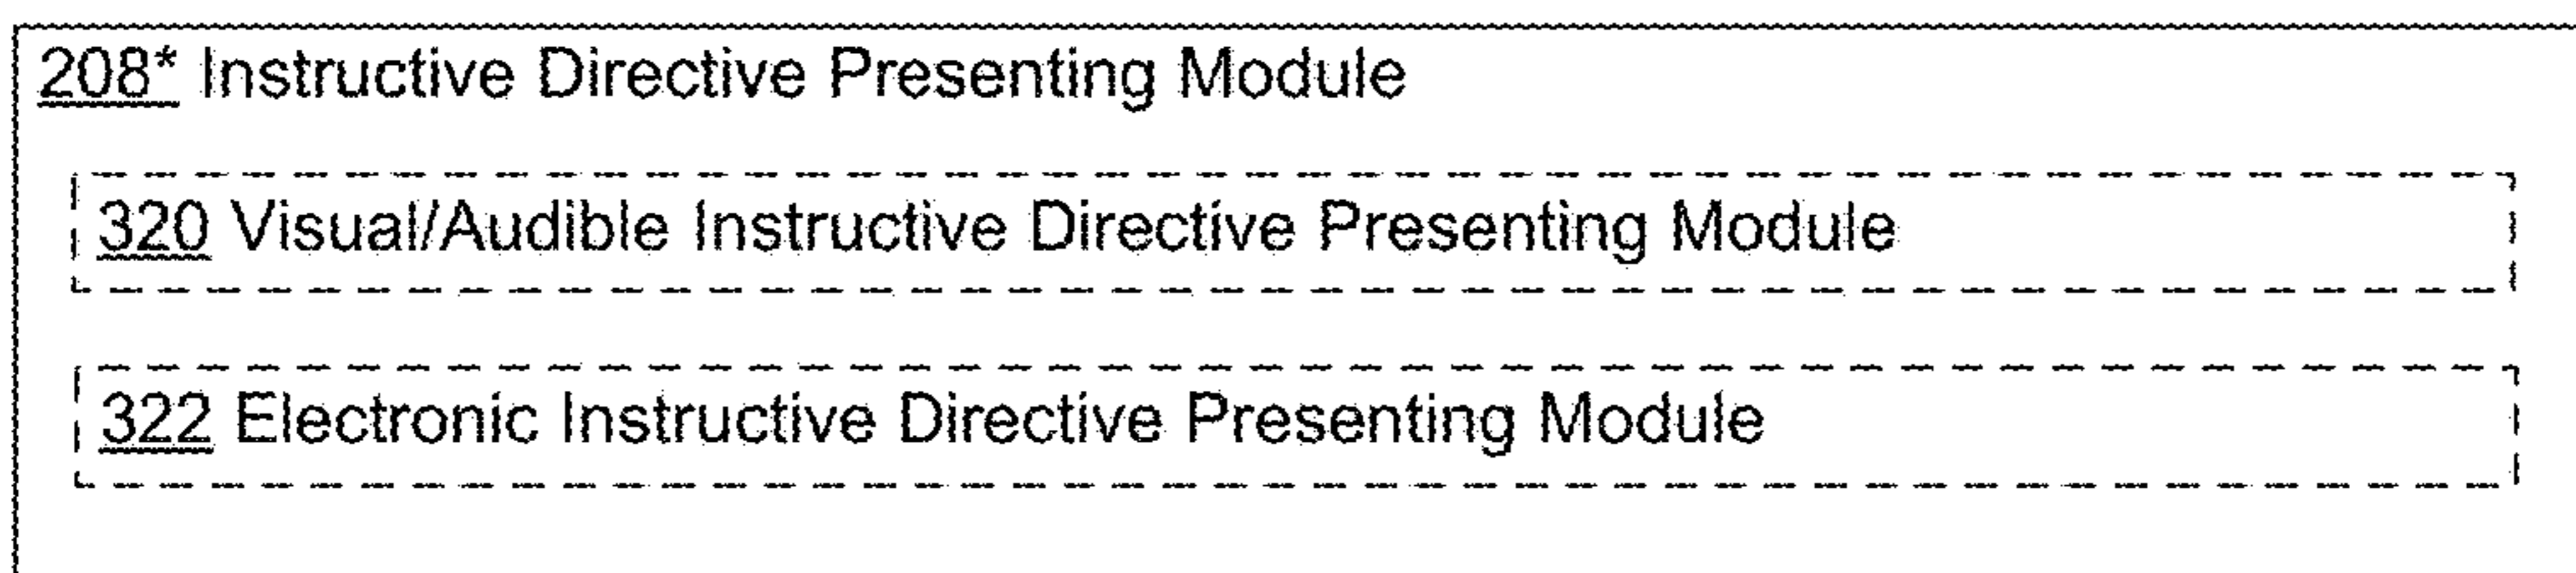 208* Instructive Directive Presenting Module
320 Visual/Audible Instructive Directive Presenting Module
322 Electronic Instructive Directive Presenting Module